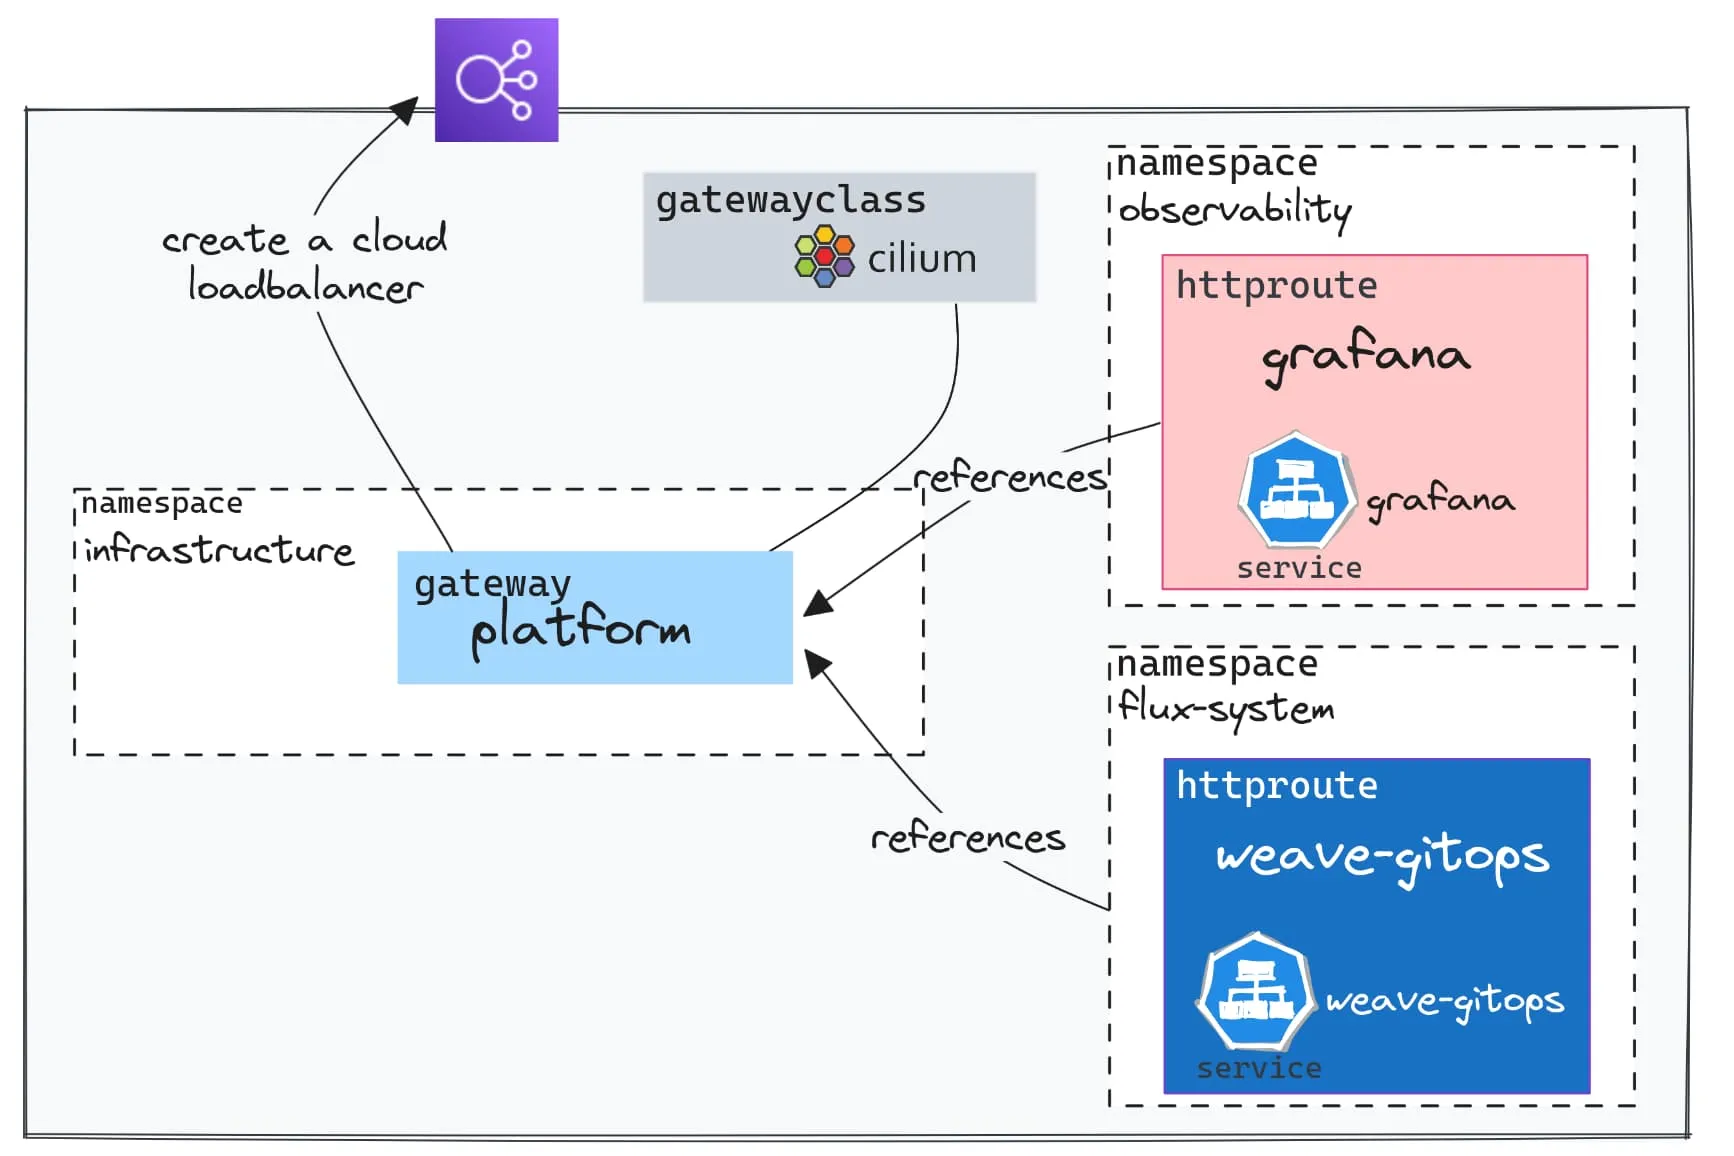 create a cloud
loadbalancer
gatewayclass
cilium
namespace
infrastructure
gateway
platform
references
references
namespace
observability
httproute
grafana
grafana
service
namespace
flux-system
httproute
weave-gitops
weave-gitops
service